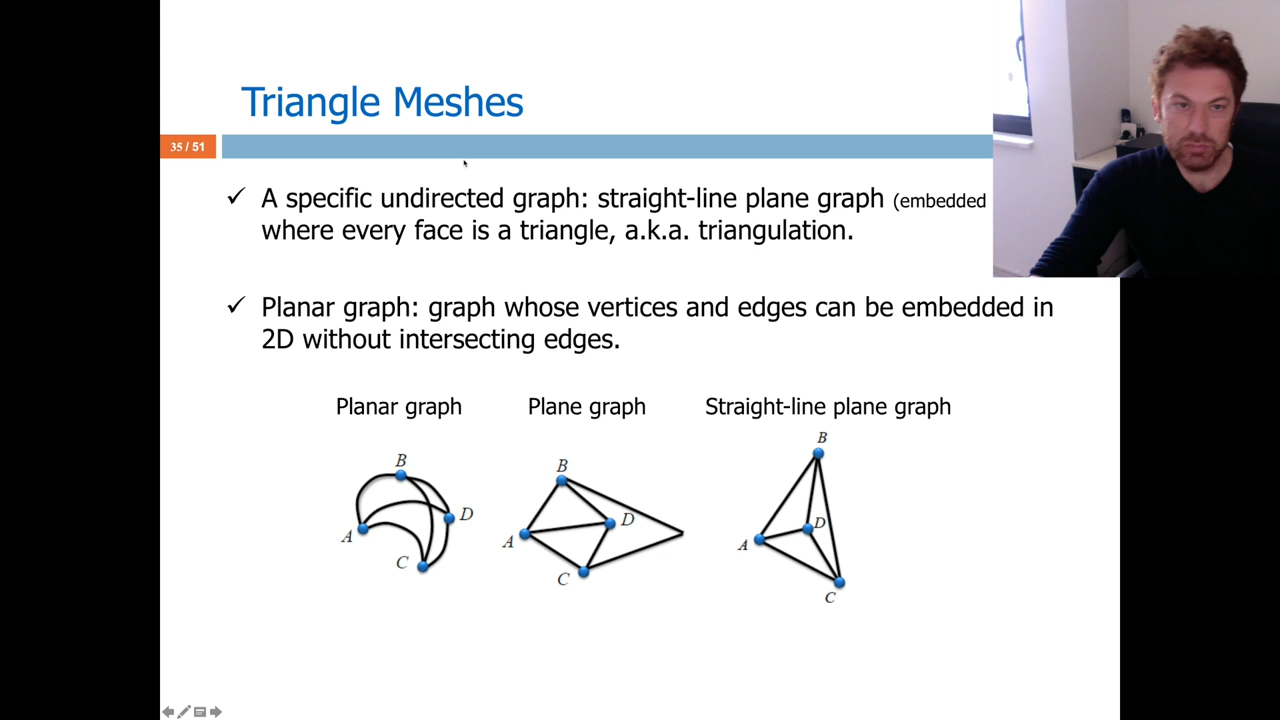 Triangle Meshes
35 / 51
✓ A specific undirected graph: straight-line plane graph (embedded
where every face is a triangle, a.k.a. triangulation.
✓ Planar graph: graph whose vertices and edges can be embedded in
2D without intersecting edges.
Planar graph Plane graph Straight-line plane graph
B
D
A
C
B
D
A
C
B
D
A
C